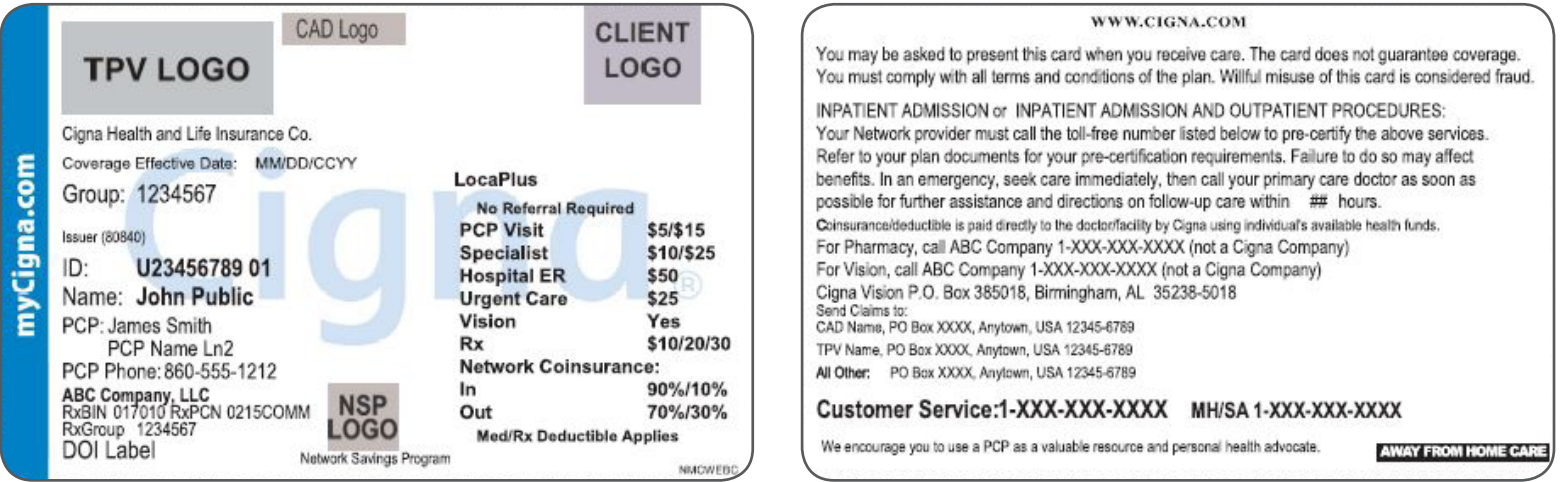 myCigna.com
TPV LOGO
CAD Logo
CLIENT
LOGO
Cigna
®
Cigna Health and Life Insurance Co.
Coverage Effective Date: MM/DD/CCYY
Group: 1234567
Issuer (80840)
ID: U23456789 01
Name: John Public
PCP: James Smith
PCP Name Ln2
PCP Phone: 860-555-1212
ABC Company, LLC
RxBIN 017010 RxPCN 0215COMM
RxGroup 1234567
DOI Label
NSP
LOGO
Network Savings Program
LocaPlus
No Referral Required
PCP Visit $5/$15
Specialist $10/$25
Hospital ER $50
Urgent Care $25
Vision Yes
Rx $10/20/30
Network Coinsurance:
In 90%/10%
Out 70%/30%
Med/Rx Deductible Applies
NMCWEBC
WWW.CIGNA.COM
You may be asked to present this card when you receive care. The card does not guarantee coverage.
You must comply with all terms and conditions of the plan. Willful misuse of this card is considered fraud.
INPATIENT ADMISSION or INPATIENT ADMISSION AND OUTPATIENT PROCEDURES:
Your Network provider must call the toll-free number listed below to pre-certify the above services.
Refer to your plan documents for your pre-certification requirements. Failure to do so may affect
benefits. In an emergency, seek care immediately, then call your primary care doctor as soon as
possible for further assistance and directions on follow-up care within ## hours.
Coinsurance/deductible is paid directly to the doctor/facility by Cigna using individual's available health funds.
For Pharmacy, call ABC Company 1-XXX-XXX-XXXX (not a Cigna Company)
For Vision, call ABC Company 1-XXX-XXX-XXXX (not a Cigna Company)
Cigna Vision P.O. Box 385018, Birmingham, AL 35238-5018
Send Claims to:
CAD Name, PO Box XXXX, Anytown, USA 12345-6789
TPV Name, PO Box XXXX, Anytown, USA 12345-6789
All Other: PO Box XXXX, Anytown, USA 12345-6789
Customer Service:1-XXX-XXX-XXXX MH/SA 1-XXX-XXX-XXXX
We encourage you to use a PCP as a valuable resource and personal health advocate.
AWAY FROM HOME CARE